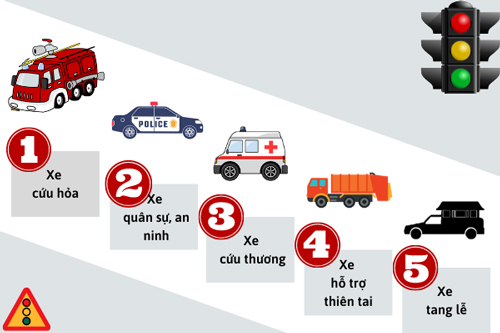 POLICE
1
Xe
cứu hỏa
2
Xe
quân sự, an
ninh
3
Xe
cứu thương
4
Xe
hỗ trợ
thiên tai
5
Xe
tang lễ